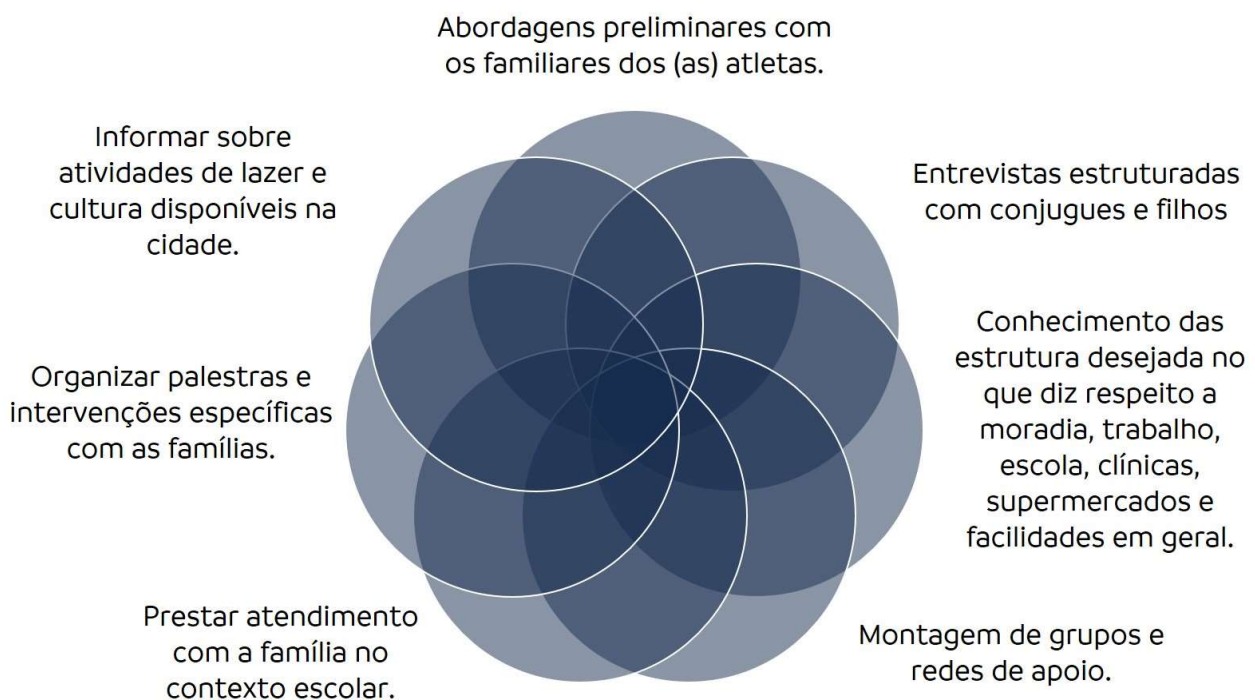 Abordagens preliminares com
os familiares dos (as) atletas.
Informar sobre
atividades de lazer e
cultura disponíveis na
cidade.
Entrevistas estruturadas
com conjugues e filhos
Conhecimento das
estrutura desejada no
que diz respeito a
moradia, trabalho,
escola, clínicas,
supermercados e
facilidades em geral.
Organizar palestras e
intervenções específicas
com as famílias.
Prestar atendimento
com a família no
contexto escolar.
Montagem de grupos e
redes de apoio.